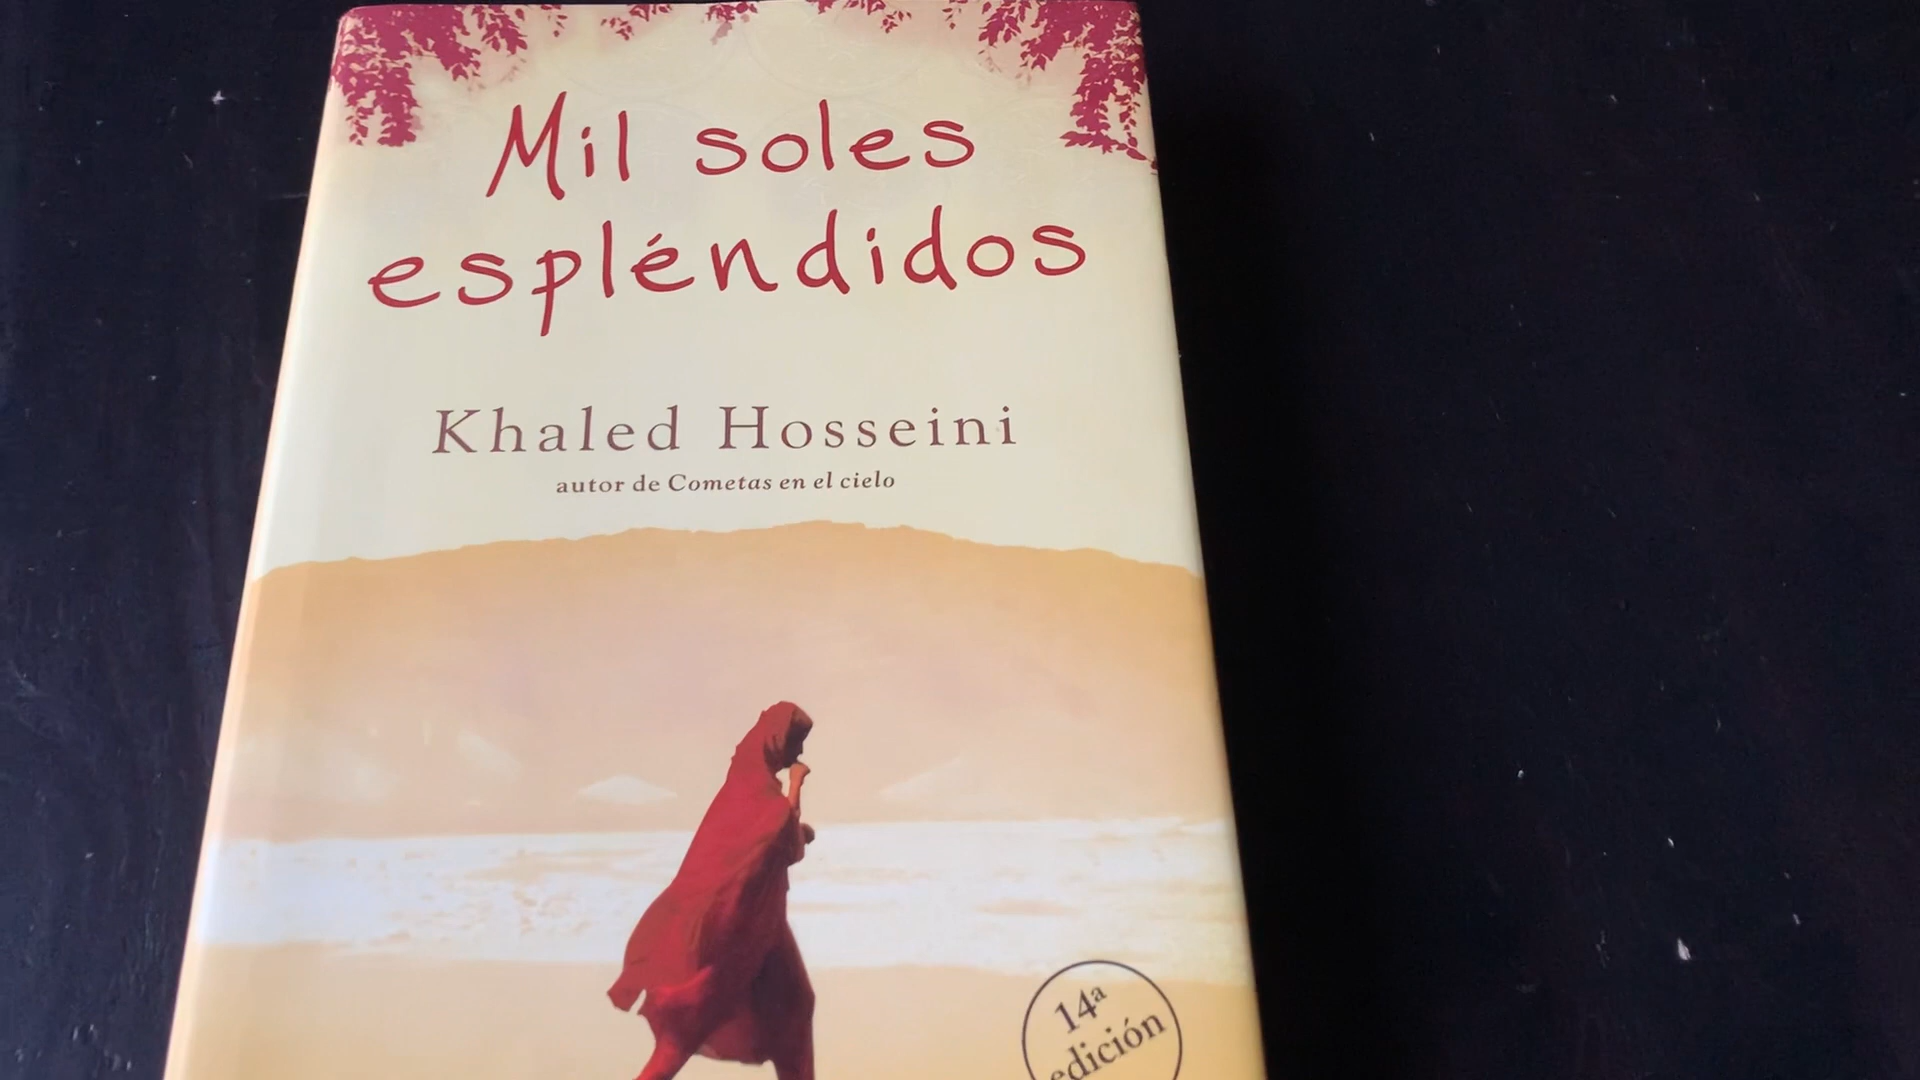 Mil soles
espléndidos
Khaled Hosseini
autor de Cometas en el cielo
14ª
edición